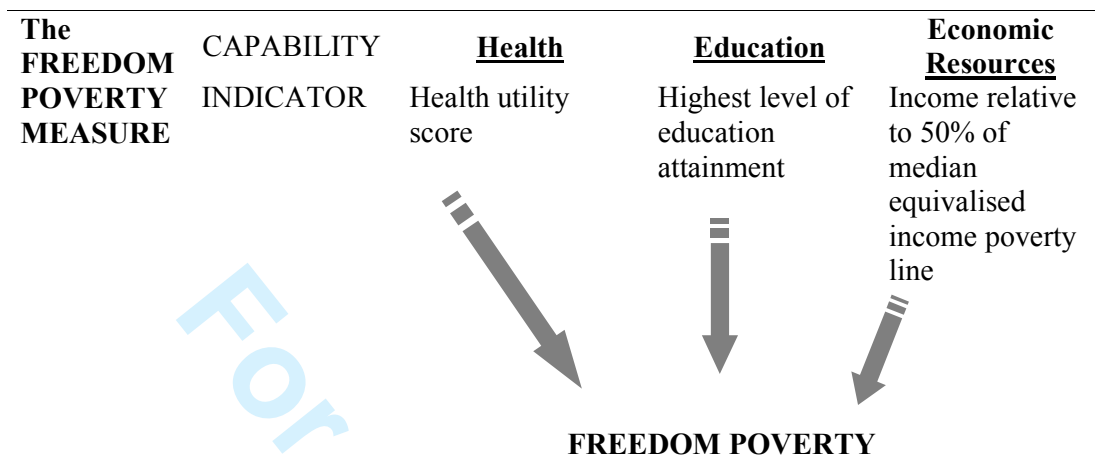 The
FREEDOM
POVERTY
MEASURE
CAPABILITY
INDICATOR
Health
Health utility
score
Education
Highest level of
education
attainment
Economic
Resources
Income relative
to 50% of
median
equivalised
income poverty
line
For
FREEDOM POVERTY